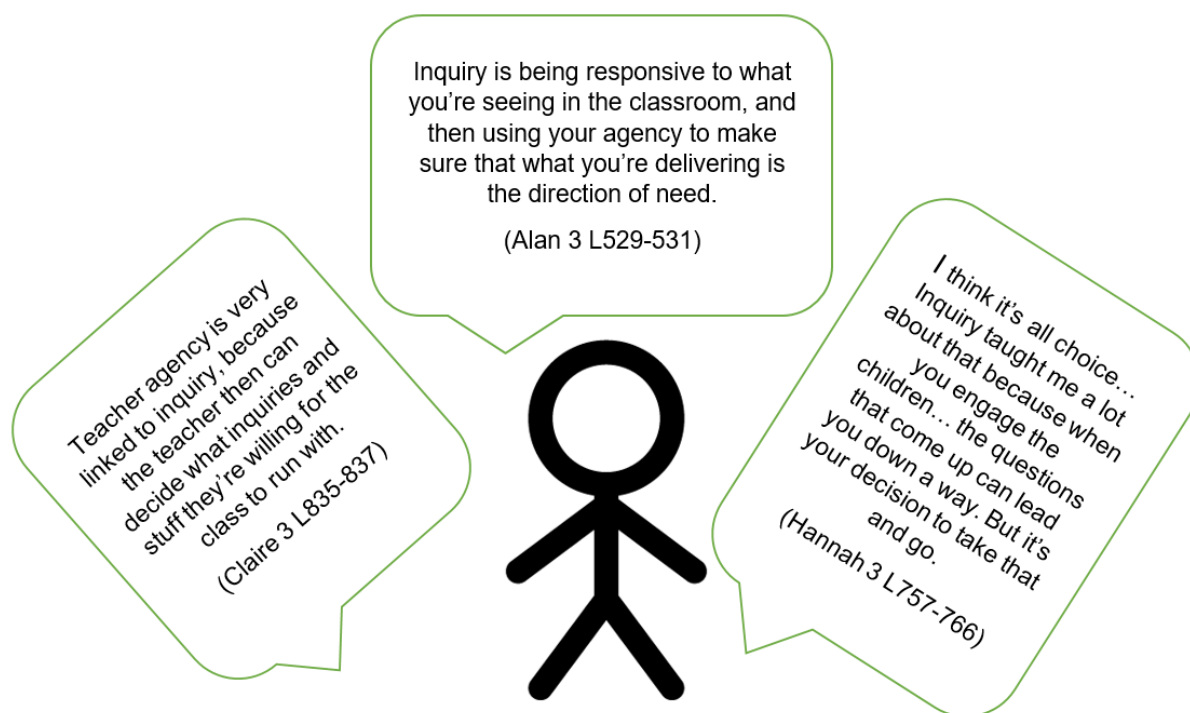 Inquiry is being responsive to what
you're seeing in the classroom, and
then using your agency to make
sure that what you're delivering is
the direction of need.
(Alan 3 L529-531)
Teacher agency is very
linked to inquiry, because
the teacher then can
decide what inquiries and
stuff they're willing for the
class to run with.
(Claire 3 L835-837)
I think it's all choice…
Inquiry taught me a lot
about that because when
you engage the
children… the questions
that come up can lead
you down a way. But it's
your decision to take that
and go.
(Hannah 3 L757-766)